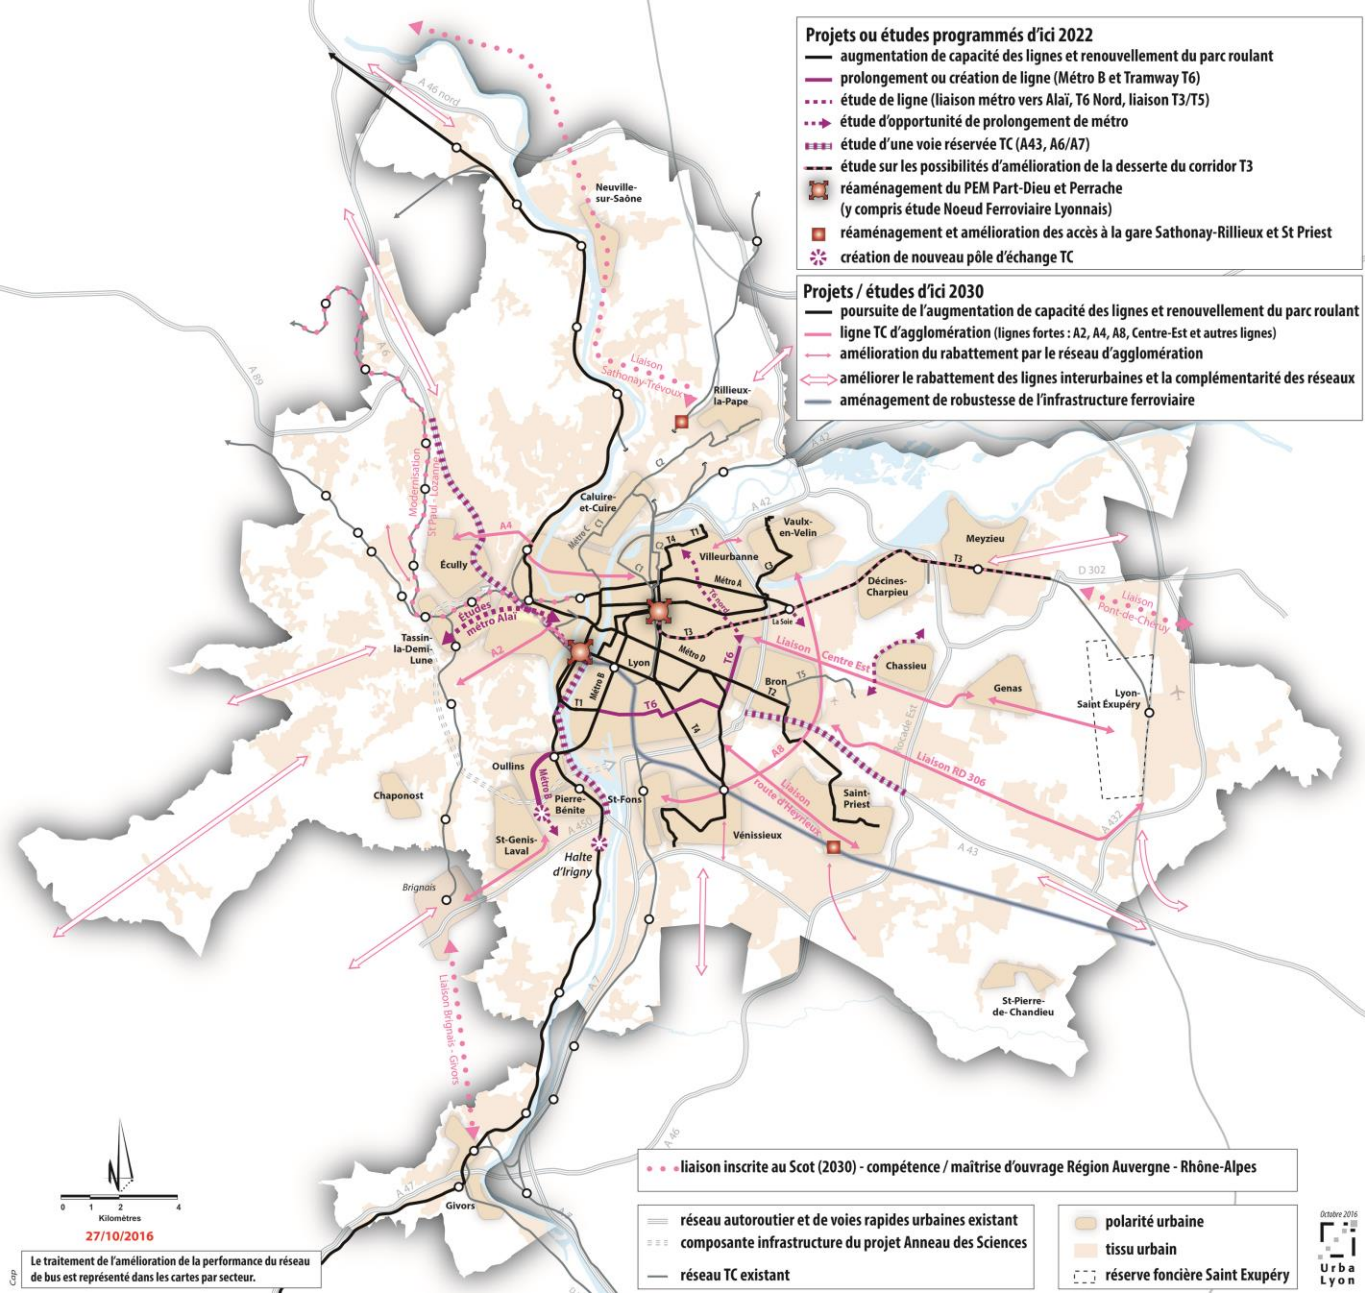 Projets ou études programmés d'ici 2022
augmentation de capacité des lignes et renouvellement du parc roulant
prolongement ou création de ligne (Métro B et Tramway T6)
étude de ligne (liaison métro vers Alaï, T6 Nord, liaison T3/T5)
étude d'opportunité de prolongement de métro
étude d'une voie réservée TC (A43, A6/A7)
étude sur les possibilités d'amélioration de la desserte du corridor T3
réaménagement du PEM Part-Dieu et Perrache
(y compris étude Noeud Ferroviaire Lyonnais)
réaménagement et amélioration des accès à la gare Sathonay-Rillieux et St Priest
création de nouveau pôle d'échange TC
Projets / études d'ici 2030
poursuite de l'augmentation de capacité des lignes et renouvellement du parc roulant
ligne TC d'agglomération (lignes fortes : A2, A4, A8, Centre-Est et autres lignes)
amélioration du rabattement par le réseau d'agglomération
améliorer le rabattement des lignes interurbaines et la complémentarité des réseaux
aménagement de robustesse de l'infrastructure ferroviaire
A 46 nord
Neuville-
sur-Saône
A 6
A 89
Liaison
Sathonay-Trévoux
Rillieux-
la-Pape
A 42
C2
Modernisation
St Paul - Lozanne
Caluire-
et-Cuire
C1
Métro C
A 42
A4
T4
T1
C2
C1
Vaulx-
en-Velin
Villeurbanne
C3
Meyzieu
Écully
Métro A
T3
D 302
Décines-
Charpieu
T6 nord
La Soie
Études
métro Alaï
Liaison
Pont-de-Chéruy
Tassin-
la-Demi-
Lune
A2
T3
Métro D
Lyon
Liaison
Centre Est
Chassieu
T6
Bron
T5
T2
Genas
Lyon-
Saint Éxupéry
Métro B
T1
T6
T4
Rocade Est
A8
Liaison RD 306
Oullins
Métro B
Chaponost
Pierre-
Bénite
St-Fons
Liaison
route d'Heyrieux
Saint-
Priest
A 432
A 450
St-Genis-
Laval
Vénissieux
A 43
Halte
d'Irigny
Brignais
Liaison Brignais - Givors
A 7
St-Pierre-
de- Chandieu
A 46
A 47
Givors
A 7
0 1 2 4
Kilomètres
27/10/2016
Le traitement de l'amélioration de la performance du réseau
de bus est représenté dans les cartes par secteur.
Cap
liaison inscrite au Scot (2030) - compétence / maîtrise d'ouvrage Région Auvergne - Rhône-Alpes
réseau autoroutier et de voies rapides urbaines existant
composante infrastructure du projet Anneau des Sciences
réseau TC existant
polarité urbaine
tissu urbain
réserve foncière Saint Exupéry
Octobre 2016
Urba
Lyon